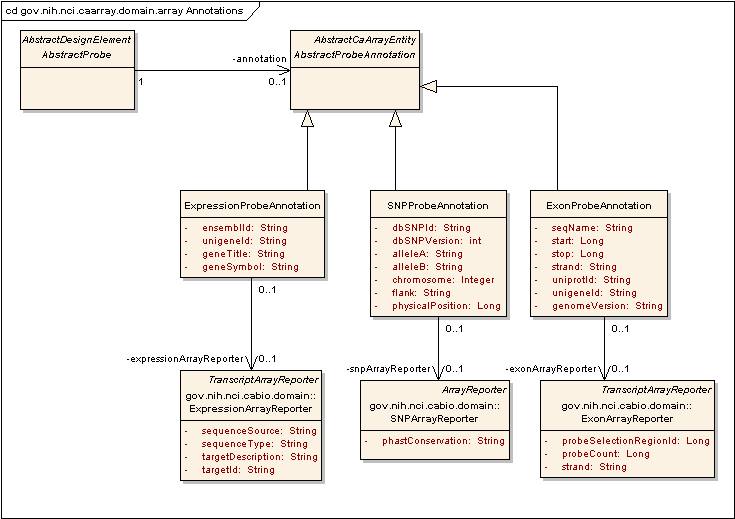 cd gov.nih.nci.caarray.domain.array Annotations
AbstractDesignElement
AbstractProbe
-annotation
1
0..1
AbstractCaArrayEntity
AbstractProbeAnnotation
ExpressionProbeAnnotation
- ensemblId: String
- unigeneId: String
- geneTitle: String
- geneSymbol: String
SNPProbeAnnotation
- dbSNPId: String
- dbSNPVersion: int
- alleleA: String
- alleleB: String
- chromosome: Integer
- flank: String
- physicalPosition: Long
ExonProbeAnnotation
- seqName: String
- start: Long
- stop: Long
- strand: String
- uniprotId: String
- unigeneId: String
- genomeVersion: String
0..1
-expressionArrayReporter
0..1
0..1
-snpArrayReporter
0..1
0..1
-exonArrayReporter
0..1
TranscriptArrayReporter
gov.nih.nci.cabio.domain::
ExpressionArrayReporter
- sequenceSource: String
- sequenceType: String
- targetDescription: String
- targetId: String
ArrayReporter
gov.nih.nci.cabio.domain::
SNPArrayReporter
- phastConservation: String
TranscriptArrayReporter
gov.nih.nci.cabio.domain::
ExonArrayReporter
- probeSelectionRegionId: Long
- probeCount: Long
- strand: String